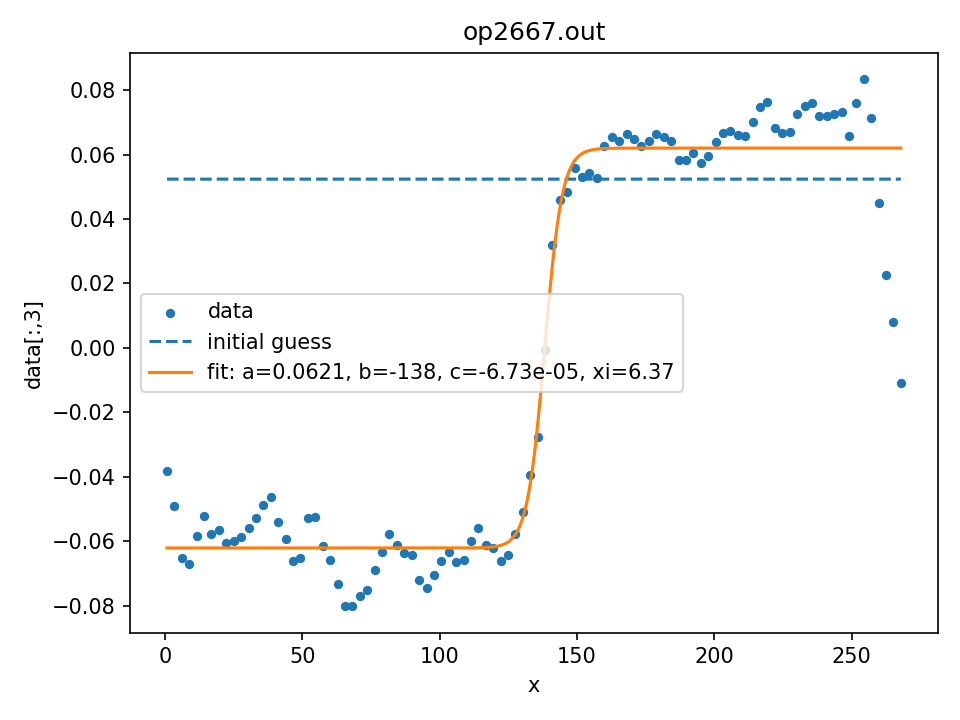 op2667.out
data[:,3]
0.08
0.06
0.04
0.02
0.00
−0.02
−0.04
−0.06
−0.08
data
initial guess
fit: a=0.0621, b=-138, c=-6.73e-05, xi=6.37
0 50 100 150 200 250
x